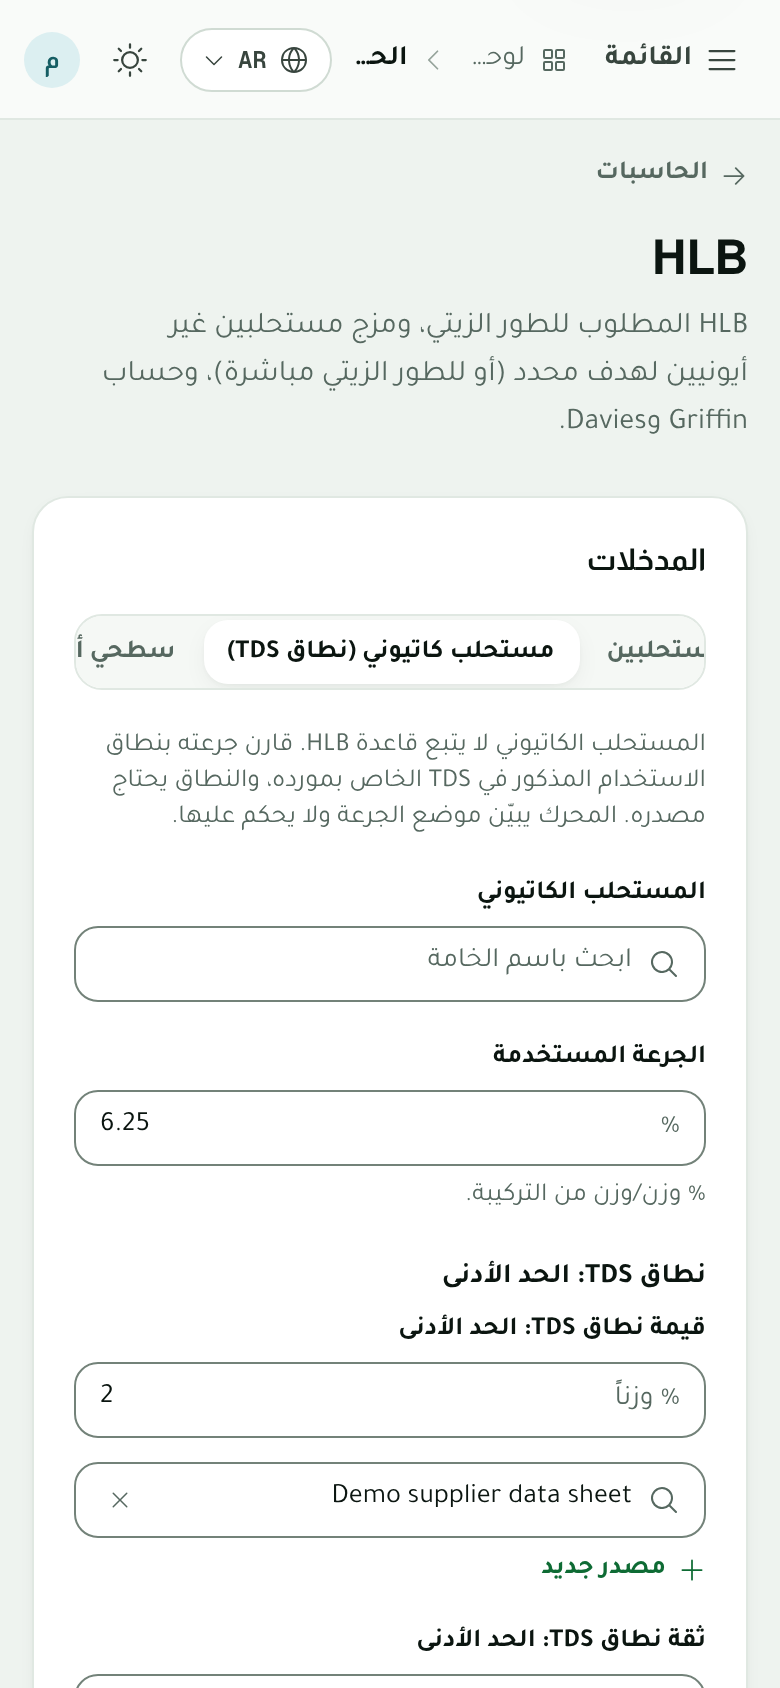 القائمة
لوحـ...
الحـ...
AR
م
الحاسبات
HLB
HLB المطلوب للطور الزيتي، ومزج مستحلبين غير
أيونيين لهدف محدد (أو للطور الزيتي مباشرة)، وحساب
Griffin وDavies.
المدخلات
ستحلبين
مستحلب كاتيوني (نطاق TDS)
سطحي أ
المستحلب الكاتيوني لا يتبع قاعدة HLB. قارن جرعته بنطاق
الاستخدام المذكور في TDS الخاص بمورده، والنطاق يحتاج
مصدره. المحرك يبيّن موضع الجرعة ولا يحكم عليها.
المستحلب الكاتيوني
ابحث باسم الخامة
الجرعة المستخدمة
6.25 %
% وزن/وزن من التركيبة.
نطاق TDS: الحد الأدنى
قيمة نطاق TDS: الحد الأدنى
2 % وزناً
Demo supplier data sheet
مصدر جديد
ثقة نطاق TDS: الحد الأدنى